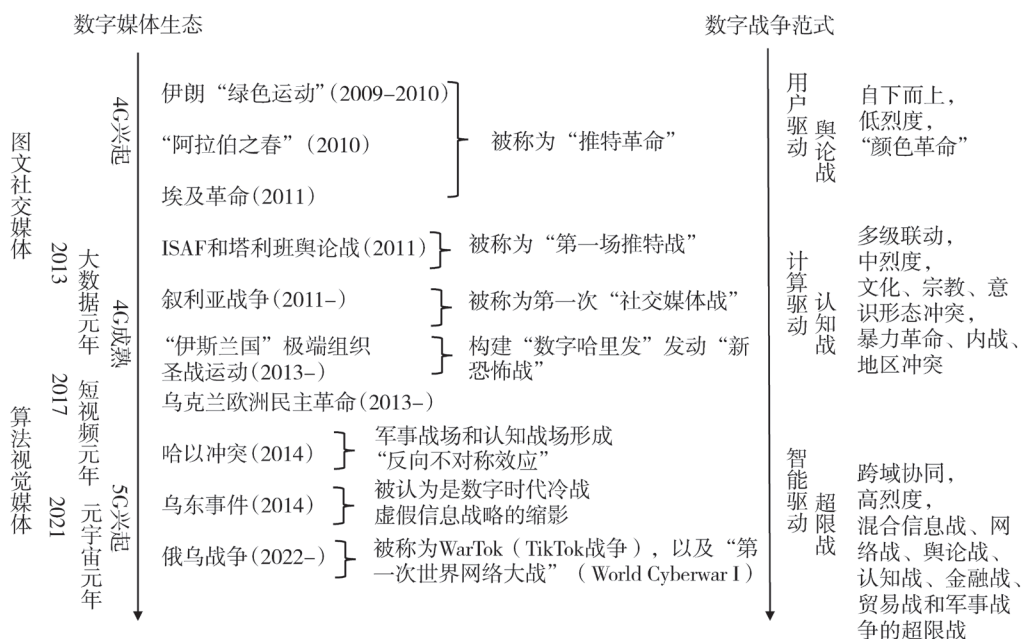 数字媒体生态
数字战争范式
图文社交媒体
算法视觉媒体
2013
大数据元年
2017
短视频元年
2021
元宇宙元年
4G兴起
4G成熟
5G兴起
伊朗“绿色运动”(2009-2010)
“阿拉伯之春”(2010)
埃及革命(2011)
被称为“推特革命”
ISAF和塔利班舆论战(2011)
被称为“第一场推特战”
叙利亚战争(2011-)
被称为第一次“社交媒体战”
“伊斯兰国”极端组织
圣战运动(2013-)
构建“数字哈里发”发动“新
恐怖战”
乌克兰欧洲民主革命(2013-)
哈以冲突(2014)
军事战场和认知战场形成
“反向不对称效应”
乌东事件(2014)
被认为是数字时代冷战
虚假信息战略的缩影
俄乌战争(2022-)
被称为WarTok（TikTok战争），以及“第
一次世界网络大战”（World Cyberwar I）
用户驱动
舆论战
自下而上，
低烈度，
“颜色革命”
计算驱动
认知战
多级联动，
中烈度，
文化、宗教、意
识形态冲突，
暴力革命、内战、
地区冲突
智能驱动
超限战
跨域协同，
高烈度，
混合信息战、网
络战、舆论战、
认知战、金融战、
贸易战和军事战
争的超限战